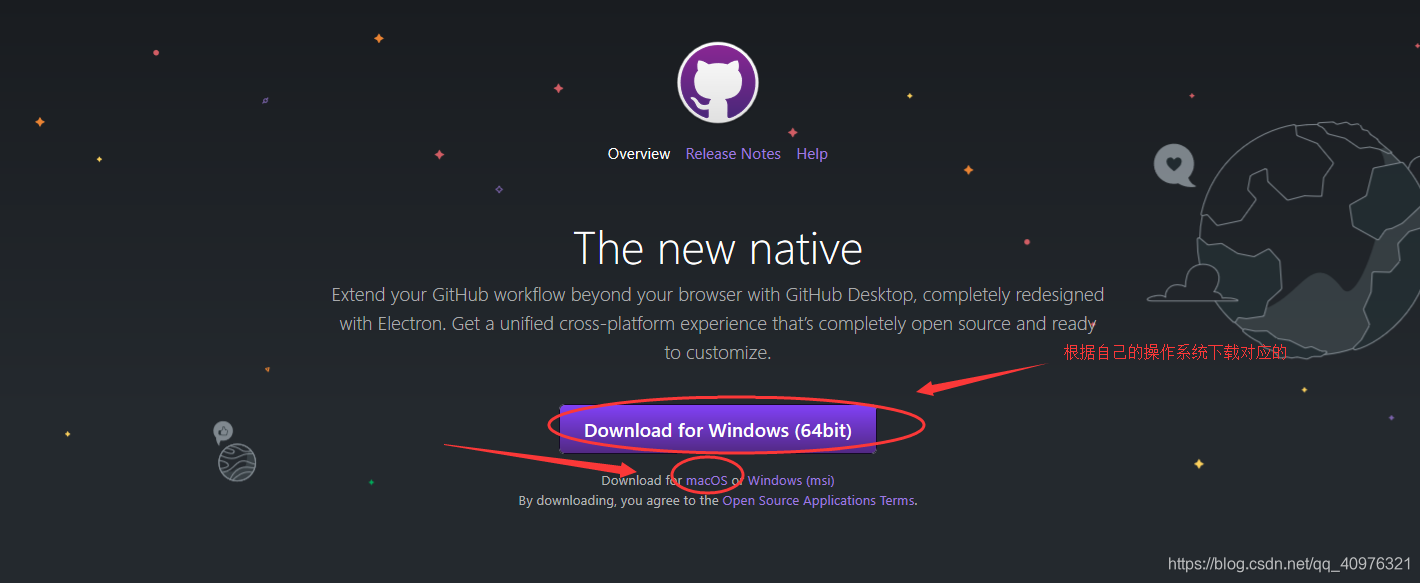 Overview Release Notes Help
The new native
Extend your GitHub workflow beyond your browser with GitHub Desktop, completely redesigned
with Electron. Get a unified cross-platform experience that's completely open source and ready
to customize.
根据自己的操作系统下载对应的
Download for Windows (64bit)
Download for macOS or Windows (msi)
By downloading, you agree to the Open Source Applications Terms.
https://blog.csdn.net/qq_40976321